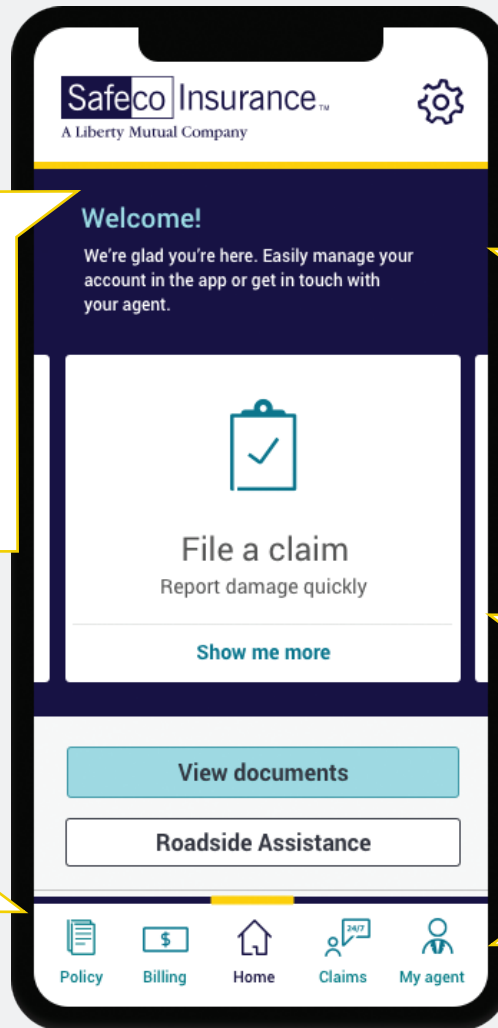 Safeco Insurance™
A Liberty Mutual Company
Welcome!
We're glad you're here. Easily manage your
account in the app or get in touch with
your agent.
File a claim
Report damage quickly
Show me more
View documents
Roadside Assistance
$
24/7
Policy Billing Home Claims My agent